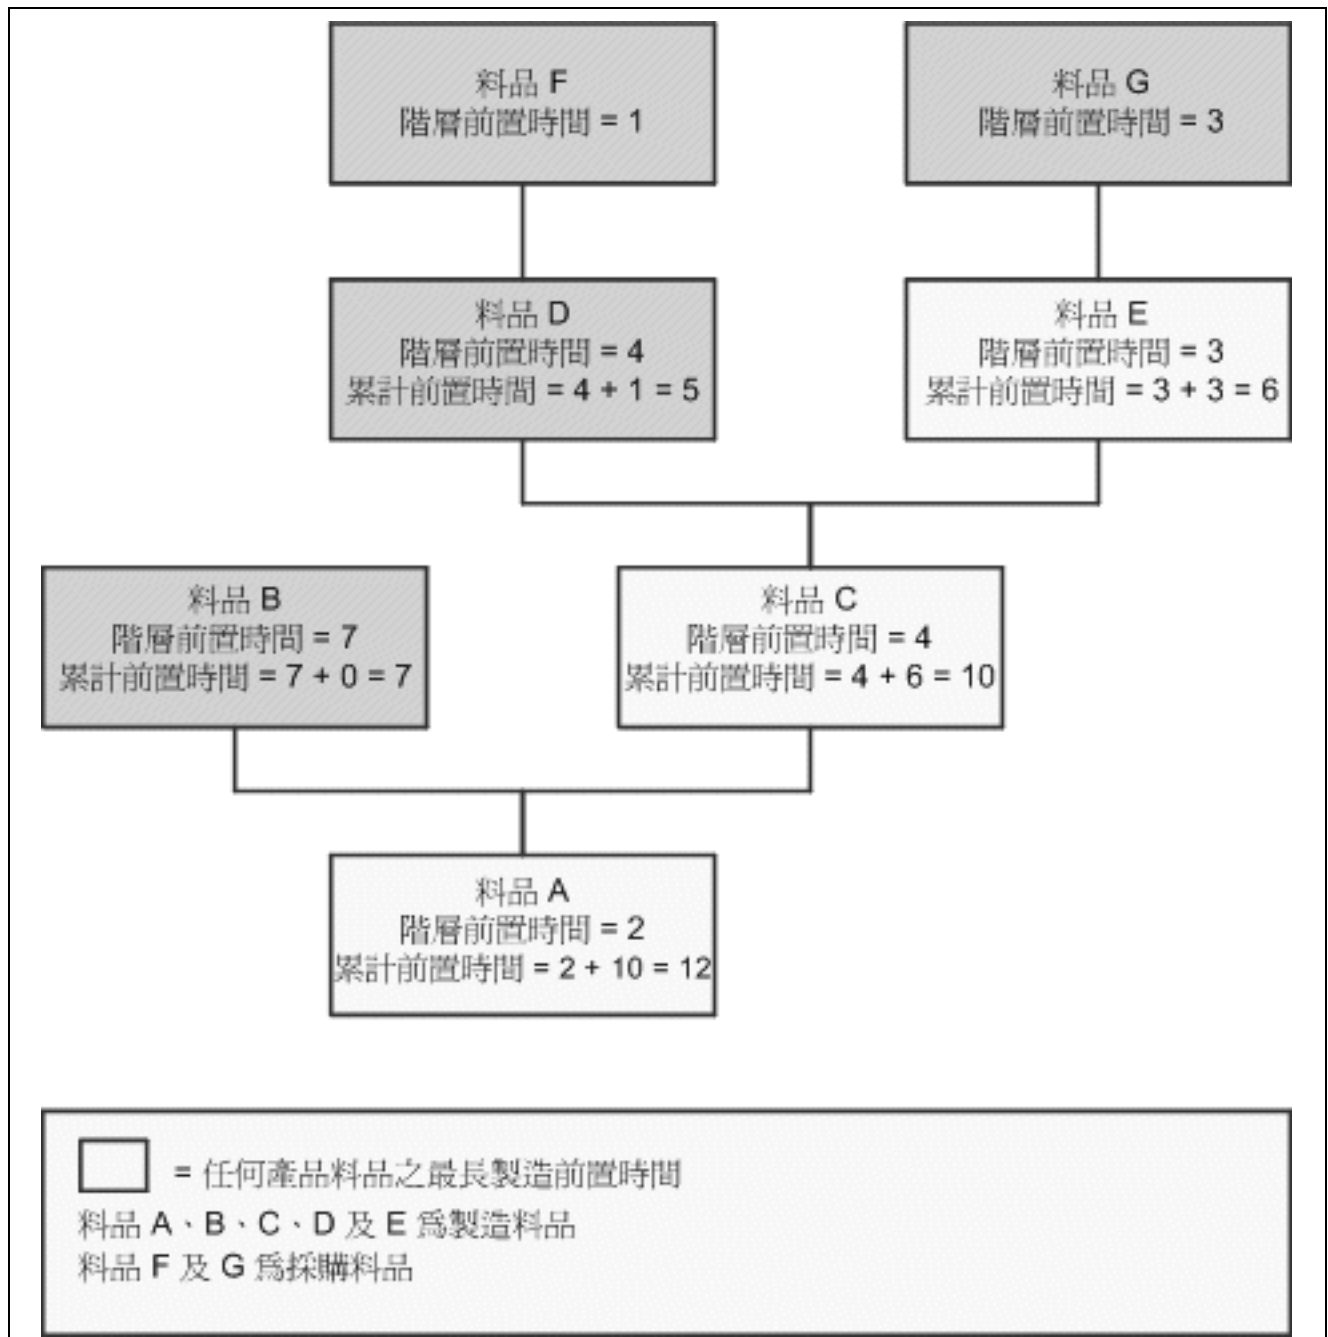 料品 F
階層前置時間 = 1
料品 G
階層前置時間 = 3
料品 D
階層前置時間 = 4
累計前置時間 = 4 + 1 = 5
料品 E
階層前置時間 = 3
累計前置時間 = 3 + 3 = 6
料品 B
階層前置時間 = 7
累計前置時間 = 7 + 0 = 7
料品 C
階層前置時間 = 4
累計前置時間 = 4 + 6 = 10
料品 A
階層前置時間 = 2
累計前置時間 = 2 + 10 = 12
= 任何產品料品之最長製造前置時間
料品 A、B、C、D 及 E 爲製造料品
料品 F 及 G 爲採購料品